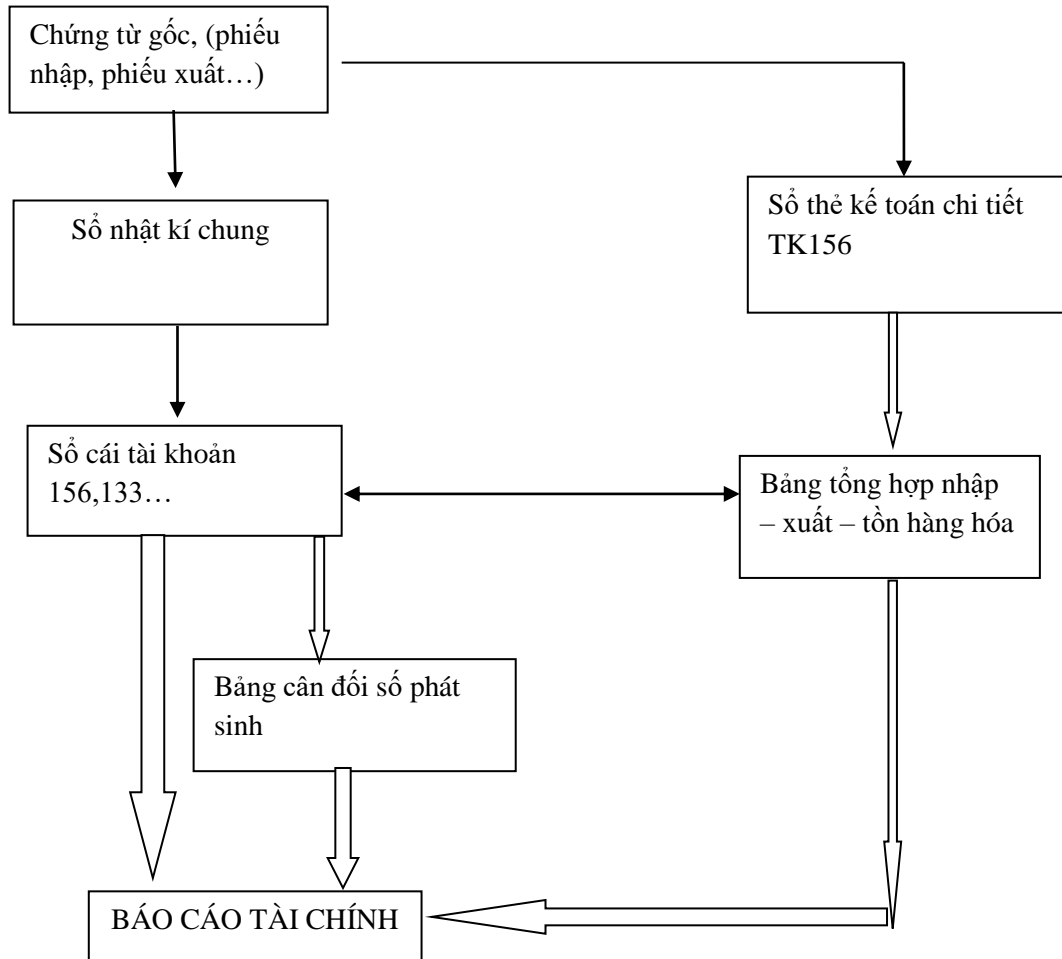 Chứng từ gốc, (phiếu
nhập, phiếu xuất…)
Sổ nhật kí chung
Sổ thẻ kế toán chi tiết
TK156
Sổ cái tài khoản
156,133…
Bảng tổng hợp nhập
– xuất – tồn hàng hóa
Bảng cân đối số phát
sinh
BÁO CÁO TÀI CHÍNH